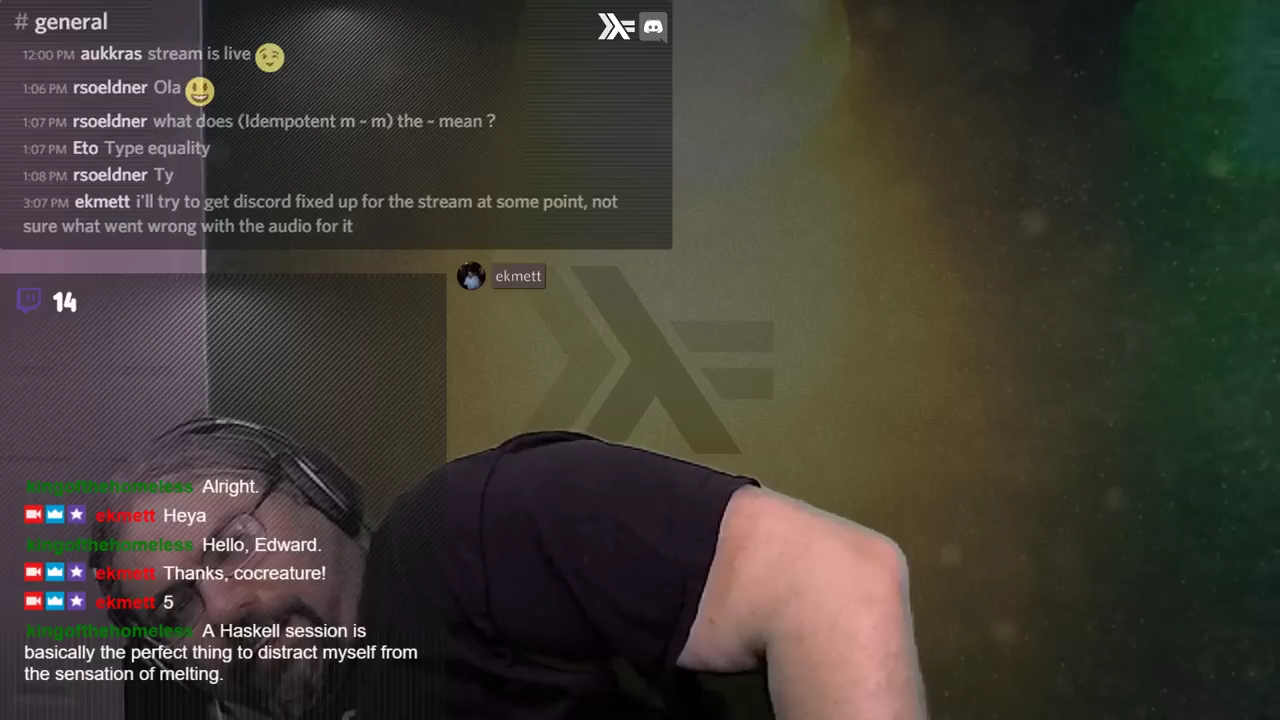 # general
12:00 PM aukkras stream is live
1:06 PM rsoeldner Ola
1:07 PM rsoeldner what does (Idempotent m ~ m) the ~ mean ?
1:07 PM Eto Type equality
1:08 PM rsoeldner Ty
3:07 PM ekmett i'll try to get discord fixed up for the stream at some point, not
sure what went wrong with the audio for it
ekmett
14
kingofthehomeless Alright.
ekmett Heya
kingofthehomeless Hello, Edward.
ekmett Thanks, cocreature!
ekmett 5
kingofthehomeless A Haskell session is
basically the perfect thing to distract myself from
the sensation of melting.